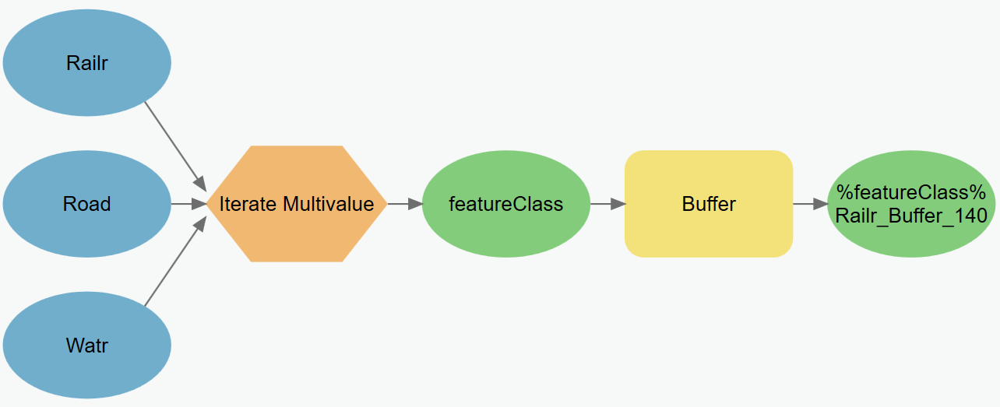 Railr
Road
Watr
Iterate Multivalue
featureClass
Buffer
%featureClass%
Railr_Buffer_140